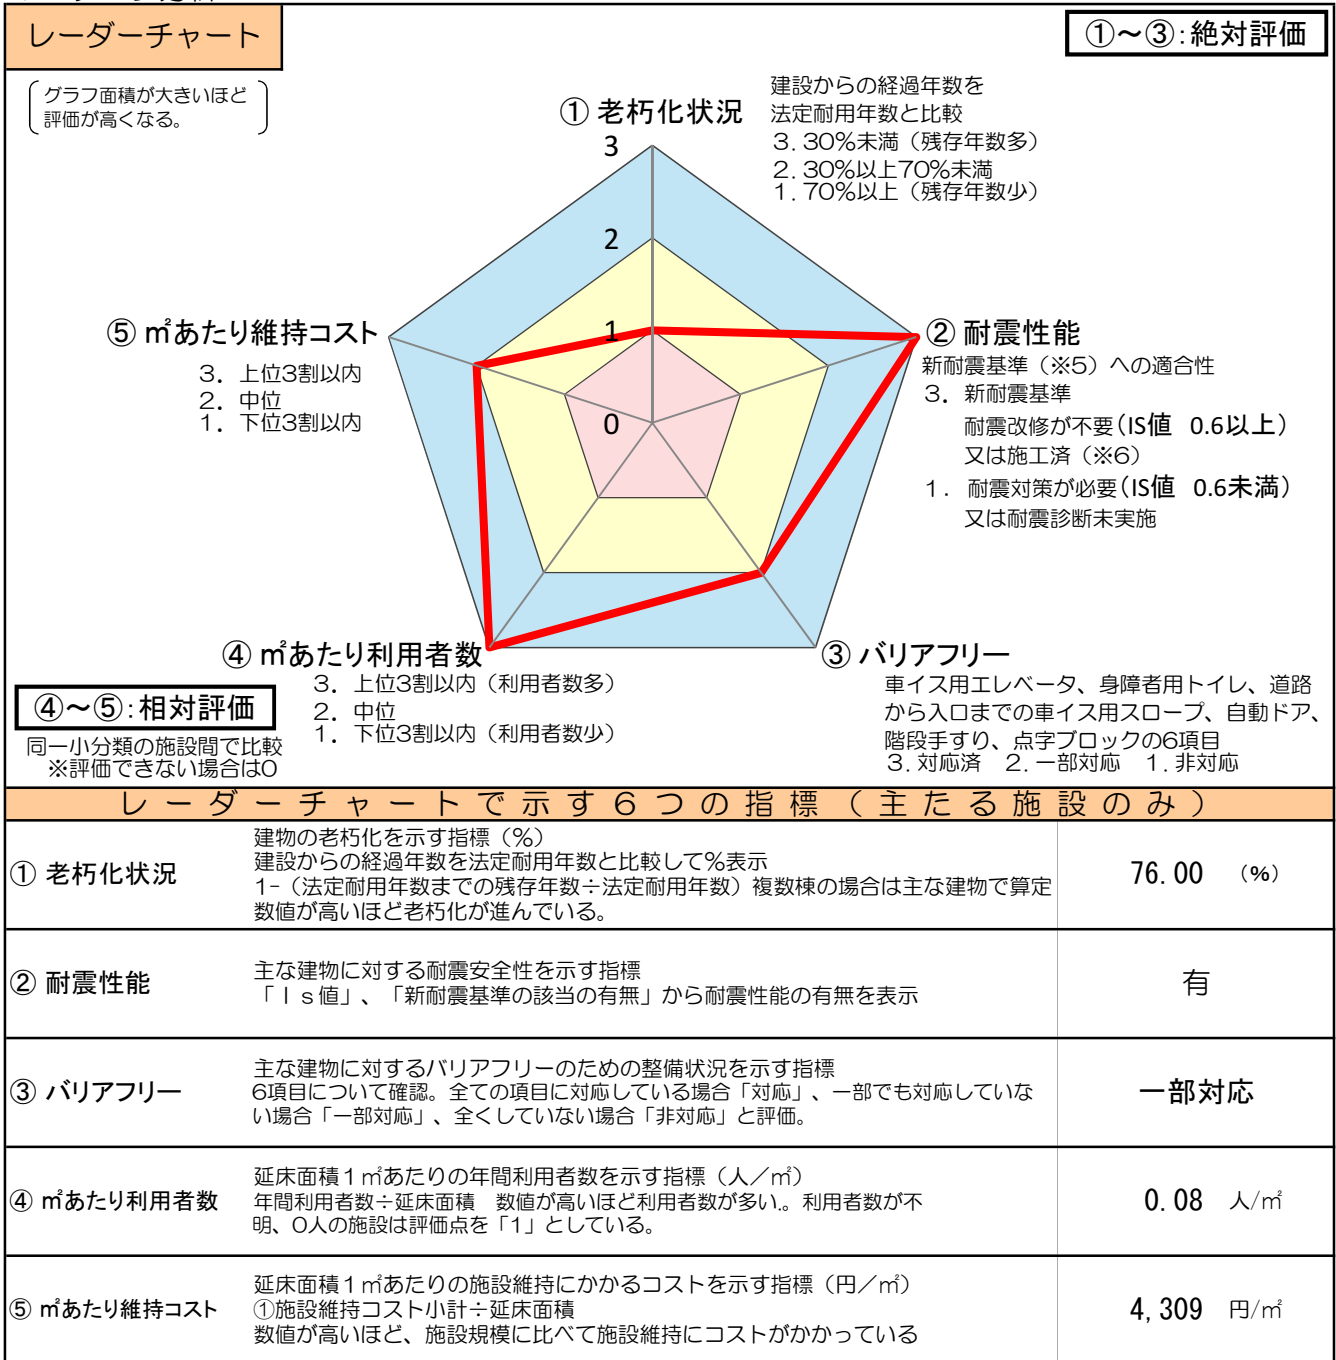 レーダーチャート
①～③:絶対評価
グラフ面積が大きいほど
評価が高くなる。
① 老朽化状況
建設からの経過年数を
法定耐用年数と比較
3.30%未満（残存年数多）
2.30%以上70%未満
1.70%以上（残存年数少）
3
2
1
0
② 耐震性能
新耐震基準（※5）への適合性
3．新耐震基準
耐震改修が不要(IS値 0.6以上)
又は施工済（※6）
1．耐震対策が必要(IS値 0.6未満)
又は耐震診断未実施
⑤ ㎡あたり維持コスト
3．上位3割以内
2．中位
1．下位3割以内
③ バリアフリー
車イス用エレベータ、身障者用トイレ、道路
から入口までの車イス用スロープ、自動ドア、
階段手すり、点字ブロックの6項目
3.対応済 2.一部対応 1.非対応
④ ㎡あたり利用者数
3．上位3割以内（利用者数多）
2．中位
1．下位3割以内（利用者数少）
④～⑤:相対評価
同一小分類の施設間で比較
※評価できない場合は0
レーダーチャートで示す6つの指標（主たる施設のみ）
① 老朽化状況
建物の老朽化を示す指標（%）
建設からの経過年数を法定耐用年数と比較して%表示
1-（法定耐用年数までの残存年数÷法定耐用年数）複数棟の場合は主な建物で算定
数値が高いほど老朽化が進んでいる。
76.00 （%）
② 耐震性能
主な建物に対する耐震安全性を示す指標
「Ｉｓ値」、「新耐震基準の該当の有無」から耐震性能の有無を表示
有
③ バリアフリー
主な建物に対するバリアフリーのための整備状況を示す指標
6項目について確認。全ての項目に対応している場合「対応」、一部でも対応していな
い場合「一部対応」、全くしていない場合「非対応」と評価。
一部対応
④ ㎡あたり利用者数
延床面積１㎡あたりの年間利用者数を示す指標（人／㎡）
年間利用者数÷延床面積 数値が高いほど利用者数が多い。利用者数が不
明、0人の施設は評価点を「1」としている。
0.08 人/㎡
⑤ ㎡あたり維持コスト
延床面積１㎡あたりの施設維持にかかるコストを示す指標（円／㎡）
①施設維持コスト小計÷延床面積
数値が高いほど、施設規模に比べて施設維持にコストがかかっている
4,309 円/㎡